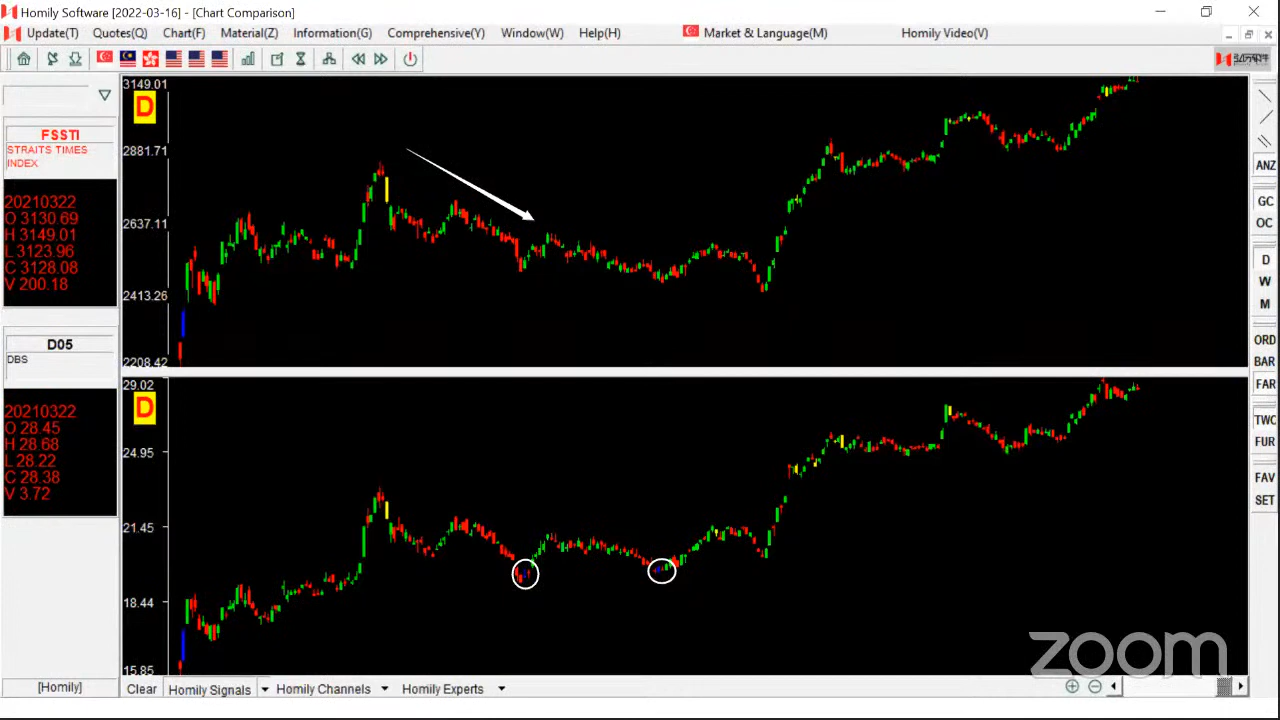 Homily Software [2022-03-16] - [Chart Comparison]
Update(T) Quotes(Q) Chart(F) Material(Z) Information(G) Comprehensive(Y) Window(W) Help(H) Market & Language(M) Homily Video(V)
FSSTI
STRAITS TIMES
INDEX
20210322
O 3130.69
H 3149.01
L 3123.96
C 3128.08
V 200.18
D05
DBS
20210322
O 28.45
H 28.68
L 28.22
C 28.38
V 3.72
[Homily]
3149.01
D
2881.71
2637.11
2413.26
2208.42
29.02
D
24.95
21.45
18.44
15.85
Clear Homily Signals Homily Channels Homily Experts
ANZ
GC
OC
D
W
M
ORD
BAR
FAR
TWC
FUR
FAV
SET
zoom